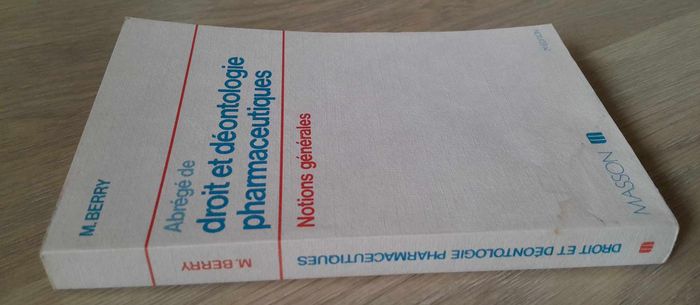 M. BERRY
Abrégé de
droit et déontologie
pharmaceutiques
Notions générales
MASSON
M. BERRY
DROIT ET DÉONTOLOGIE PHARMACEUTIQUES